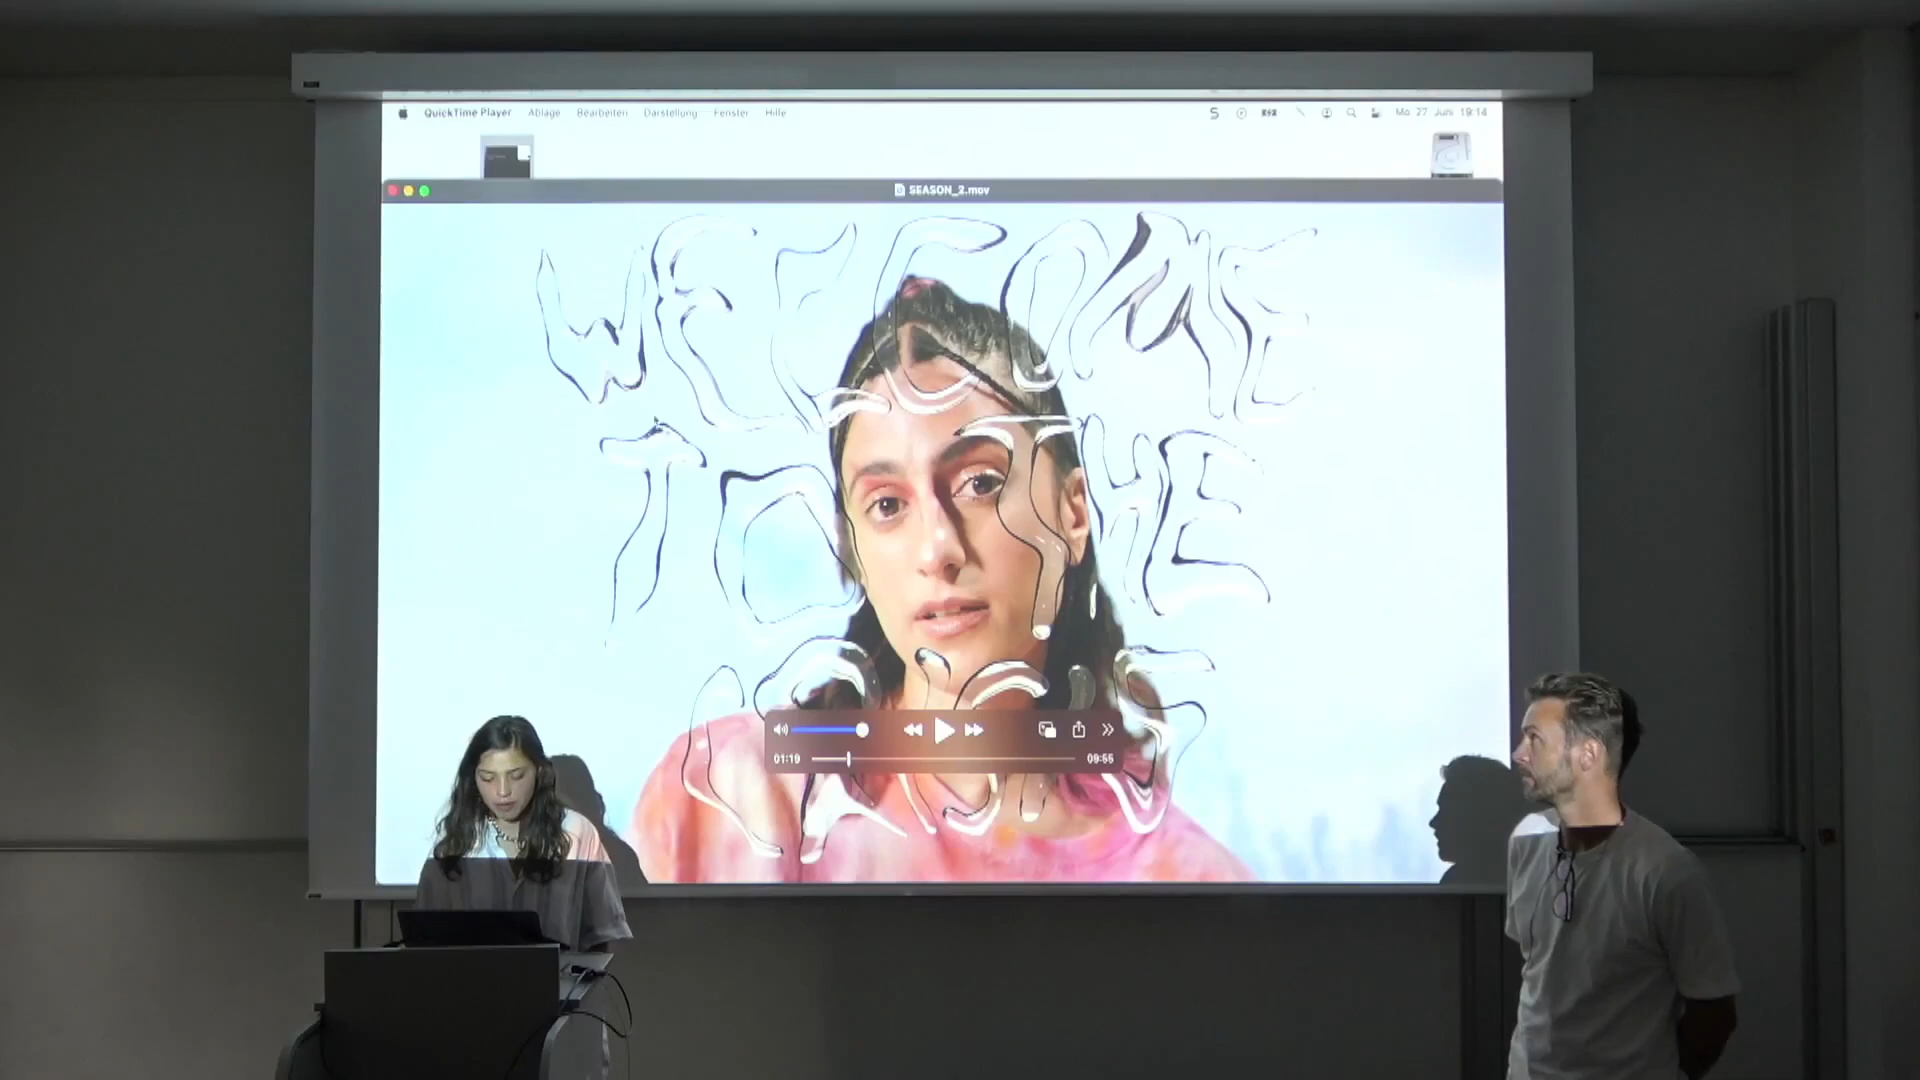 QuickTime Player Ablage Bearbeiten Darstellung Fenster Hilfe
Mo. 27. Juni 19:14
SEASON_2.mov
WELCOME
TO THE
01:19
09:55